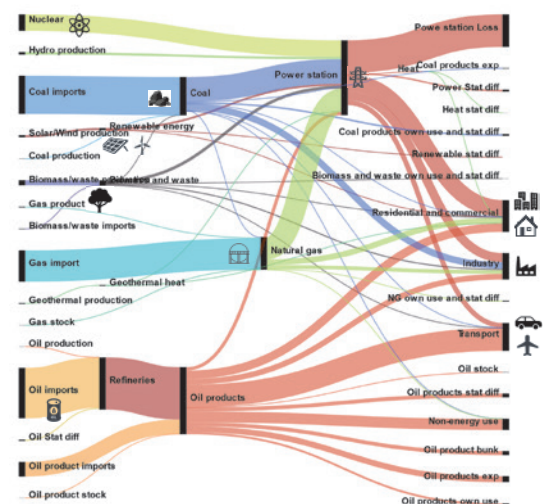 Nuclear
Powe station Loss
Hydro production
Heat
Coal products exp
Power station
Coal imports
Coal
Power Stat diff
Heat stat diff
Solar/Wind production
Renewable energy
Coal products own use and stat diff
Coal production
Renewable stat diff
Biomass/waste
and waste
Biomass and waste own use and stat diff
Gas product
Residential and commercial
Biomass/waste imports
Natural gas
Gas import
Industry
Geothermal heat
Geothermal production
NG own use and stat diff
Gas stock
Transport
Oil production
Oil stock
Refineries
Oil imports
Oil products
Oil products stat diff
Non-energy use
Oil Stat diff
Oil product bunk
Oil product imports
Oil products exp
Oil product stock
Oil products own use